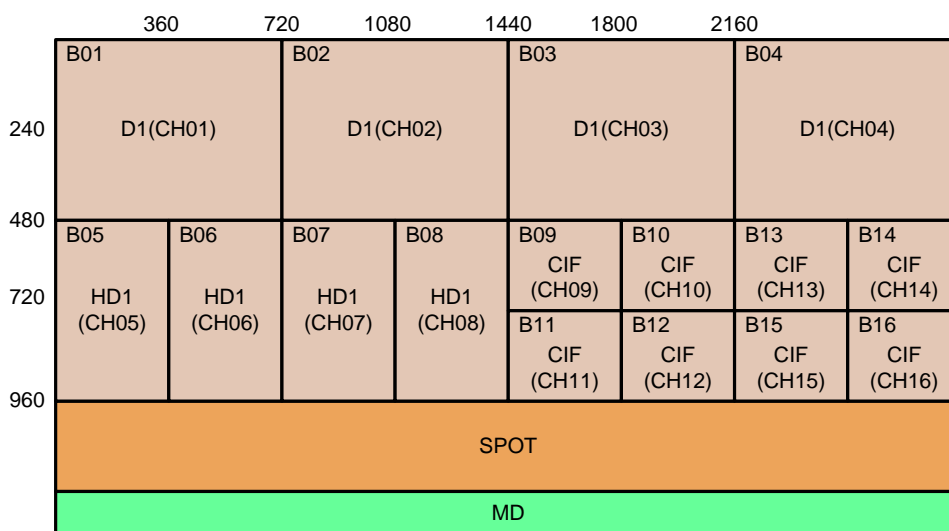 360 720 1080 1440 1800 2160
B01 B02 B03 B04
240 D1(CH01) D1(CH02) D1(CH03) D1(CH04)
480
B05 B06 B07 B08 B09 B10 B13 B14
CIF CIF CIF CIF
(CH09) (CH10) (CH13) (CH14)
720 HD1 HD1 HD1 HD1
(CH05) (CH06) (CH07) (CH08)
B11 B12 B15 B16
CIF CIF CIF CIF
(CH11) (CH12) (CH15) (CH16)
960
SPOT
MD